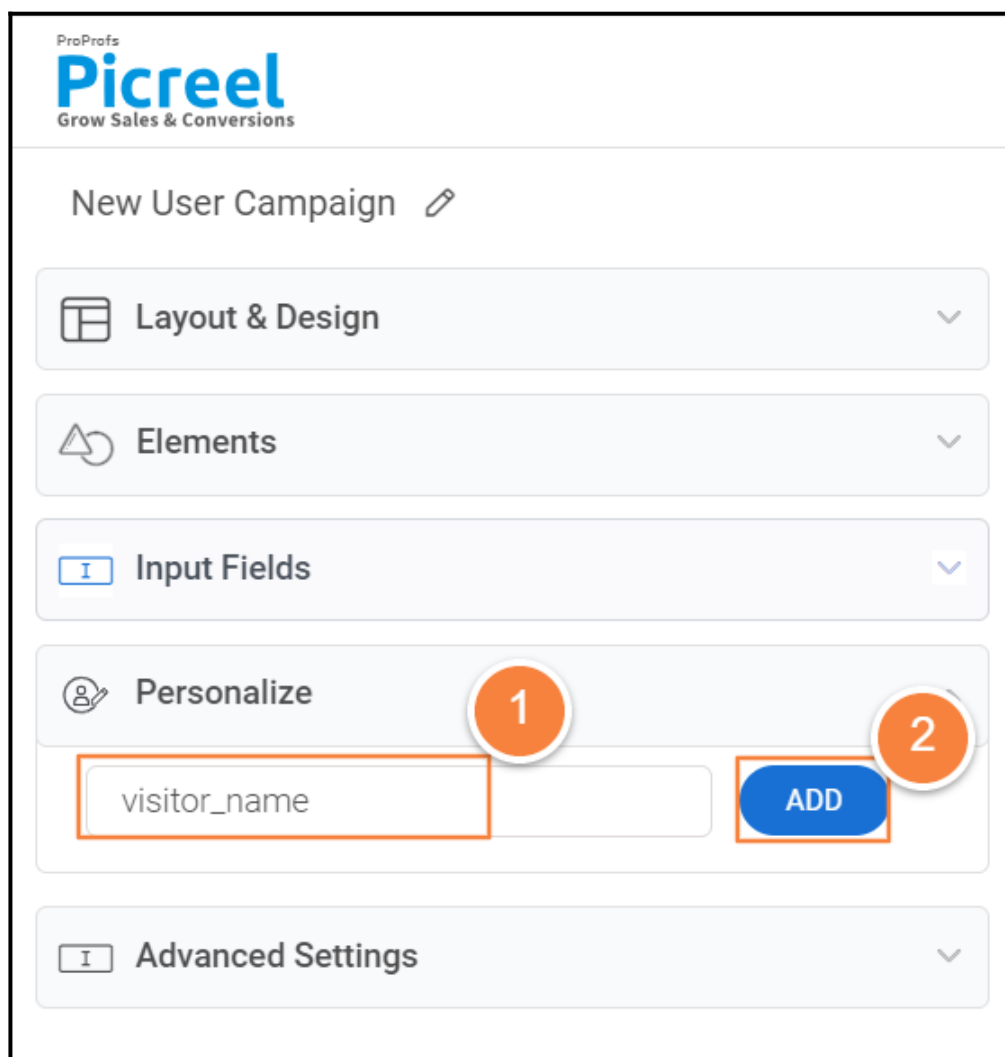 ProProfs
Picreel
Grow Sales & Conversions
New User Campaign
Layout & Design
Elements
I Input Fields
Personalize
1
2
visitor_name
ADD
I Advanced Settings